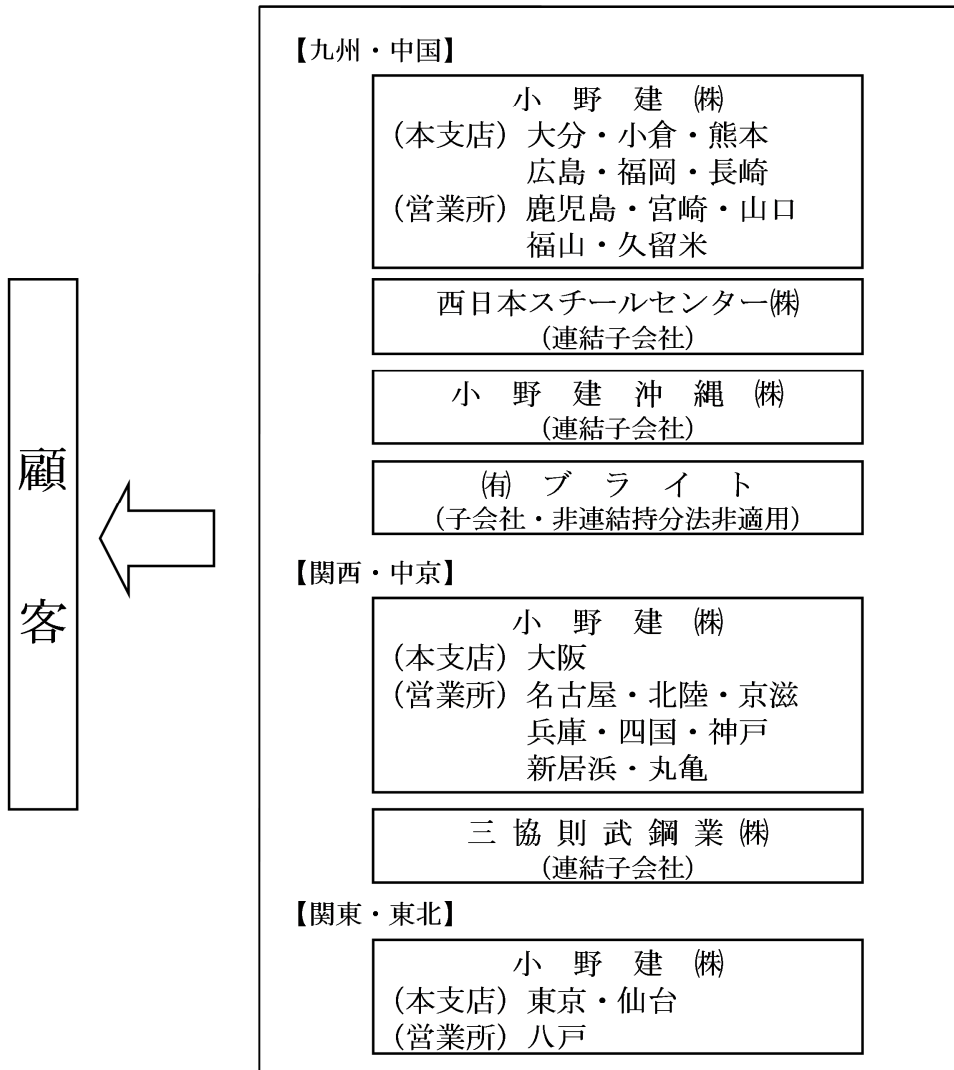 顧客
【九州・中国】
小野建㈱
（本支店）大分・小倉・熊本
広島・福岡・長崎
（営業所）鹿児島・宮崎・山口
福山・久留米
西日本スチールセンター㈱
（連結子会社）
小野建沖縄㈱
（連結子会社）
㈲ブライト
（子会社・非連結持分法非適用）
【関西・中京】
小野建㈱
（本支店）大阪
（営業所）名古屋・北陸・京滋
兵庫・四国・神戸
新居浜・丸亀
三協則武鋼業㈱
（連結子会社）
【関東・東北】
小野建㈱
（本支店）東京・仙台
（営業所）八戸